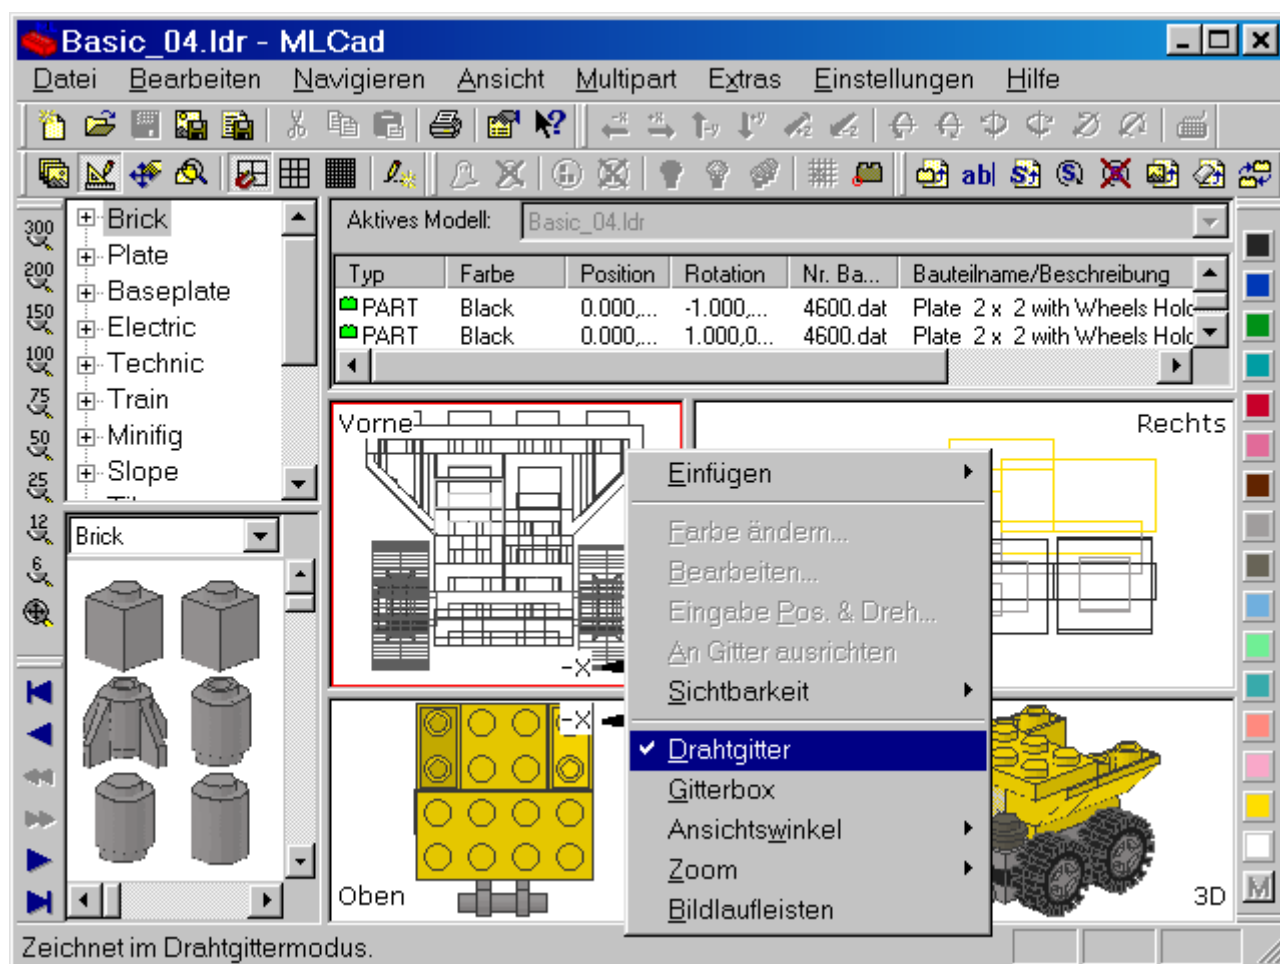 Basic_04.ldr - MLCad
Datei Bearbeiten Navigieren Ansicht Multipart Extras Einstellungen Hilfe
300
200
150
100
75
50
25
12
6
Brick
Plate
Baseplate
Electric
Technic
Train
Minifig
Slope
Brick
Aktives Modell: Basic_04.ldr
Typ Farbe Position Rotation Nr. Ba... Bauteilname/Beschreibung
PART Black 0.000,... -1.000,... 4600.dat Plate 2 x 2 with Wheels Hold
PART Black 0.000,... 1.000,0... 4600.dat Plate 2 x 2 with Wheels Hold
Vorne
Rechts
-X
-X
Oben
3D
Einfügen
Farbe ändern...
Bearbeiten...
Eingabe Pos. & Dreh...
An Gitter ausrichten
Sichtbarkeit
Drahtgitter
Gitterbox
Ansichtswinkel
Zoom
Bildlaufleisten
M
Zeichnet im Drahtgittermodus.